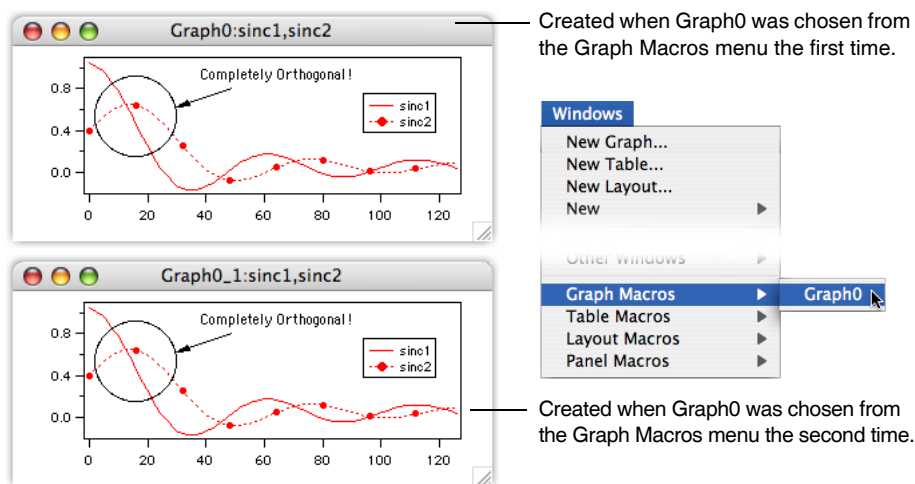 Graph0:sinc1,sinc2
Completely Orthogonal!
sinc1
sinc2
0.8
0.4
0.0
0 20 40 60 80 100 120
Created when Graph0 was chosen from
the Graph Macros menu the first time.
Windows
New Graph...
New Table...
New Layout...
New
Other Windows
Graph Macros
Graph0
Table Macros
Layout Macros
Panel Macros
Graph0_1:sinc1,sinc2
Completely Orthogonal!
sinc1
sinc2
0.8
0.4
0.0
0 20 40 60 80 100 120
Created when Graph0 was chosen from
the Graph Macros menu the second time.